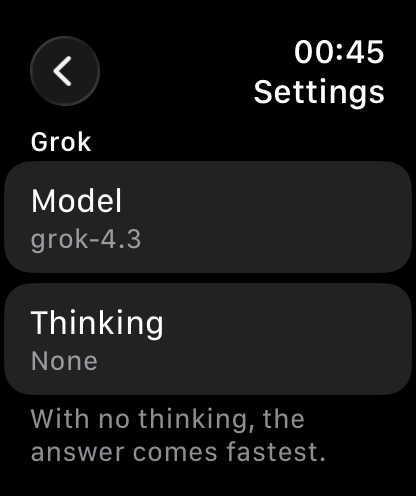 00:45
Settings
Grok
Model
grok-4.3
Thinking
None
With no thinking, the
answer comes fastest.